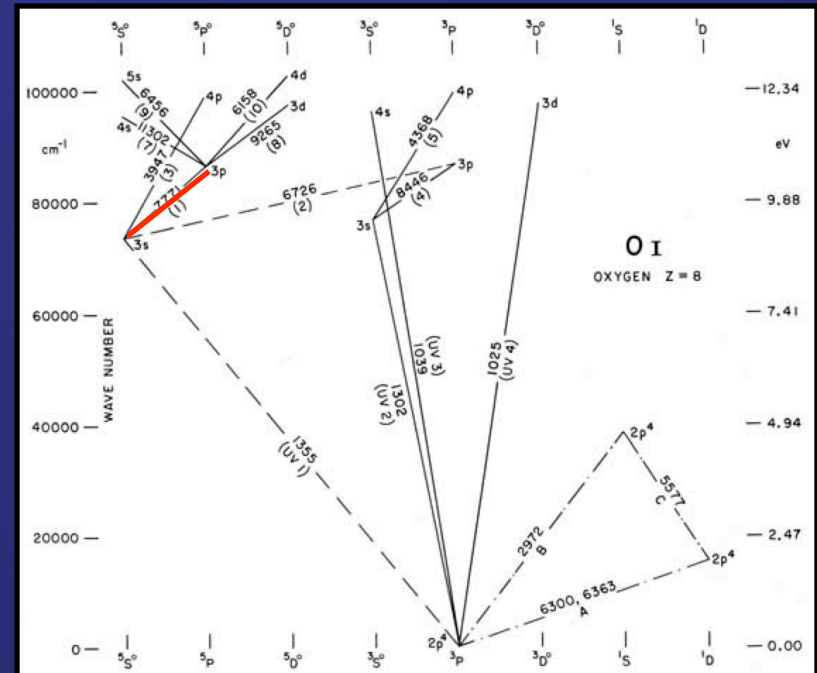 ⁵S° ⁵P° ⁵D° ³S° ³P ³D° ¹S ¹D
5s 4p 4d 4s 4p 3d
100000 12.34
6456 (9) 6158 (10) 3d
4s 11302 (7) 9265 (8)
cm⁻¹ eV
3947 (3) 4368 (5)
3p 3p
7771 (1) 6726 (2) 8446 (4)
80000 9.88
3s 3s
O I
OXYGEN Z = 8
60000 7.41
WAVE NUMBER
1039 (UV 3)
1302 (UV 2)
1025 (UV 4)
40000 4.94
2p⁴
1355 (UV 1)
5577 C
2972 B
20000 2.47
2p⁴
6300, 6363
A
0 2p⁴ 0.00
⁵S° ⁵P ⁵D° ³S° ³P ³D° ¹S ¹D